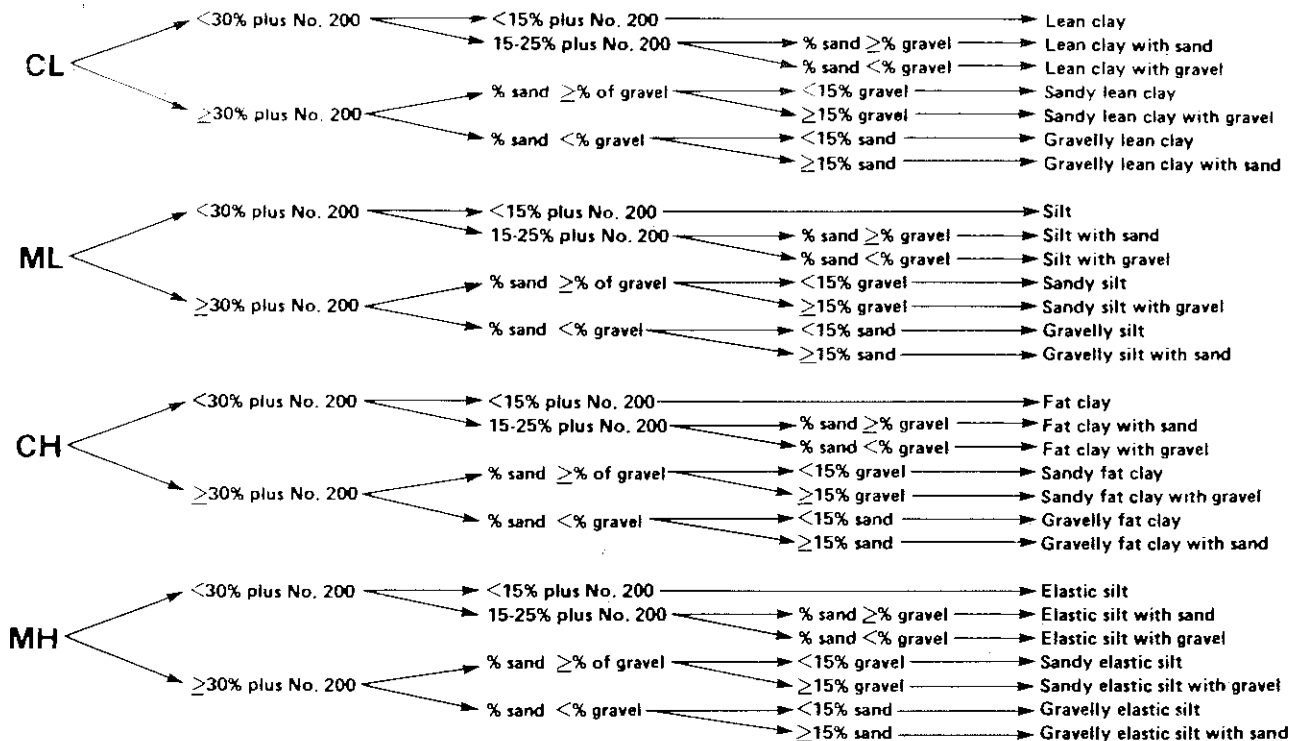 <30% plus No. 200 <15% plus No. 200 Lean clay
15-25% plus No. 200 % sand ≥% gravel Lean clay with sand
CL
% sand <% gravel Lean clay with gravel
% sand ≥% of gravel <15% gravel Sandy lean clay
≥30% plus No. 200 ≥15% gravel Sandy lean clay with gravel
% sand <% gravel <15% sand Gravelly lean clay
≥15% sand Gravelly lean clay with sand
<30% plus No. 200 <15% plus No. 200 Silt
15-25% plus No. 200 % sand ≥% gravel Silt with sand
ML
% sand <% gravel Silt with gravel
% sand ≥% of gravel <15% gravel Sandy silt
≥30% plus No. 200 ≥15% gravel Sandy silt with gravel
% sand <% gravel <15% sand Gravelly silt
≥15% sand Gravelly silt with sand
<30% plus No. 200 <15% plus No. 200 Fat clay
15-25% plus No. 200 % sand ≥% gravel Fat clay with sand
CH
% sand <% gravel Fat clay with gravel
% sand ≥% of gravel <15% gravel Sandy fat clay
≥30% plus No. 200 ≥15% gravel Sandy fat clay with gravel
% sand <% gravel <15% sand Gravelly fat clay
≥15% sand Gravelly fat clay with sand
<30% plus No. 200 <15% plus No. 200 Elastic silt
15-25% plus No. 200 % sand ≥% gravel Elastic silt with sand
MH
% sand <% gravel Elastic silt with gravel
% sand ≥% of gravel <15% gravel Sandy elastic silt
≥30% plus No. 200 ≥15% gravel Sandy elastic silt with gravel
% sand <% gravel <15% sand Gravelly elastic silt
≥15% sand Gravelly elastic silt with sand